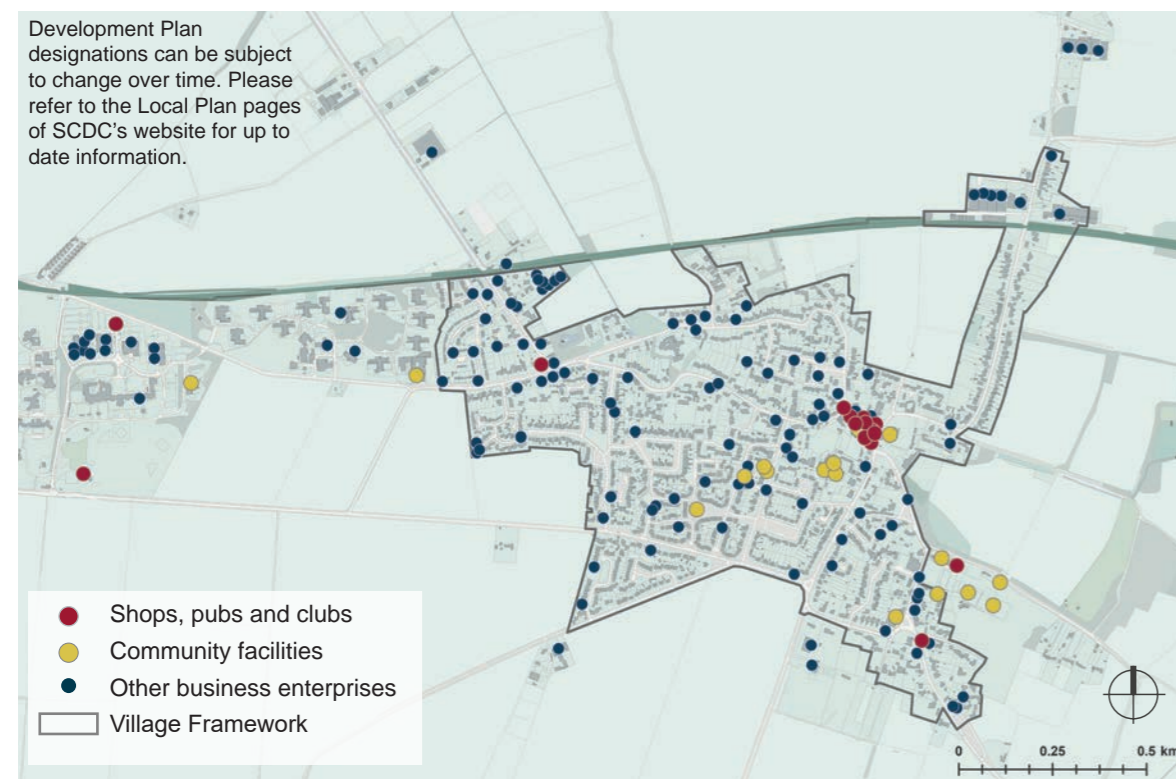 Development Plan
designations can be subject
to change over time. Please
refer to the Local Plan pages
of SCDC's website for up to
date information.
Shops, pubs and clubs
Community facilities
Other business enterprises
Village Framework
0 0.25 0.5 km